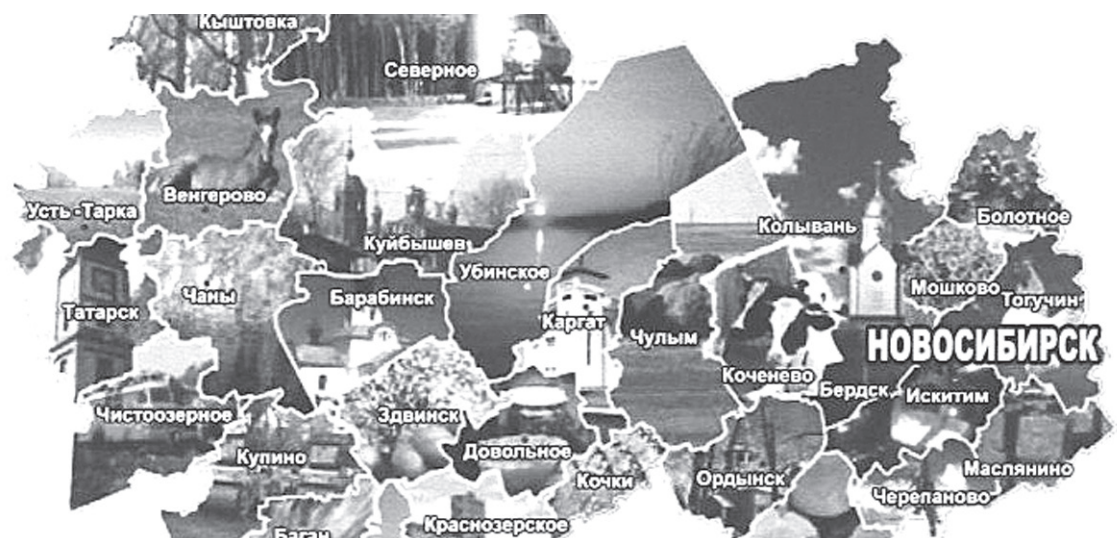 Кыштовка
Северное
Венгерово
Усть-Тарка
Болотное
Колывань
Куйбышев
Убинское
Мошково
Чаны
Барабинск
Тогучин
Татарск
Каргат
Чулым
НОВОСИБИРСК
Коченево
Бердск
Искитим
Чистоозерное
Здвинск
Довольное
Купино
Маслянино
Кочки
Ордынск
Черепаново
Краснозерское
Баган